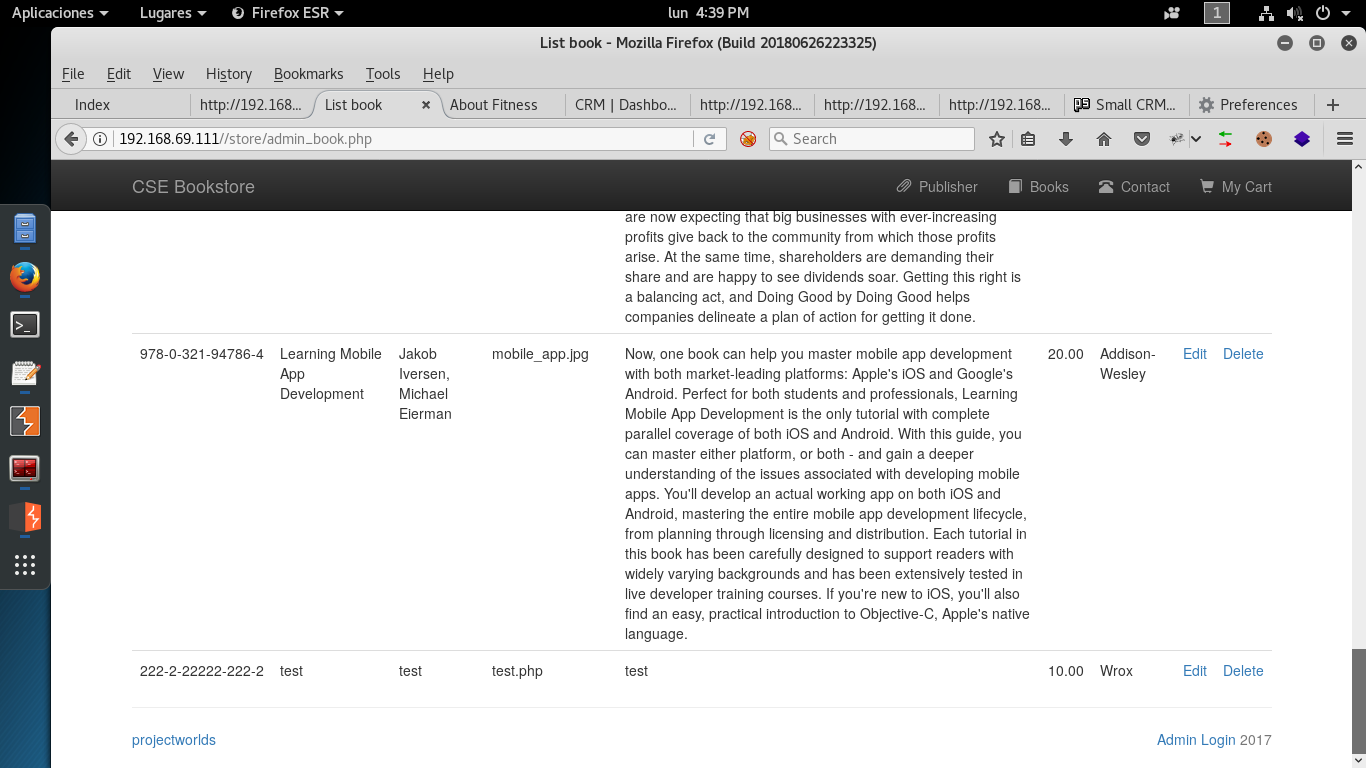 Aplicaciones Lugares Firefox ESR lun 4:39 PM 1
List book - Mozilla Firefox (Build 20180626223325)
File Edit View History Bookmarks Tools Help
Index http://192.168... List book About Fitness CRM | Dashbo... http://192.168... http://192.168... http://192.168... Small CRM... Preferences
192.168.69.111//store/admin_book.php Search
CSE Bookstore Publisher Books Contact My Cart
are now expecting that big businesses with ever-increasing
profits give back to the community from which those profits
arise. At the same time, shareholders are demanding their
share and are happy to see dividends soar. Getting this right is
a balancing act, and Doing Good by Doing Good helps
companies delineate a plan of action for getting it done.
978-0-321-94786-4 Learning Mobile Jakob mobile_app.jpg Now, one book can help you master mobile app development 20.00 Addison- Edit Delete
App Iversen, with both market-leading platforms: Apple's iOS and Google's Wesley
Development Michael Android. Perfect for both students and professionals, Learning
Eierman Mobile App Development is the only tutorial with complete
parallel coverage of both iOS and Android. With this guide, you
can master either platform, or both - and gain a deeper
understanding of the issues associated with developing mobile
apps. You'll develop an actual working app on both iOS and
Android, mastering the entire mobile app development lifecycle,
from planning through licensing and distribution. Each tutorial in
this book has been carefully designed to support readers with
widely varying backgrounds and has been extensively tested in
live developer training courses. If you're new to iOS, you'll also
find an easy, practical introduction to Objective-C, Apple's native
language.
222-2-22222-222-2 test test test.php test 10.00 Wrox Edit Delete
projectworlds Admin Login 2017